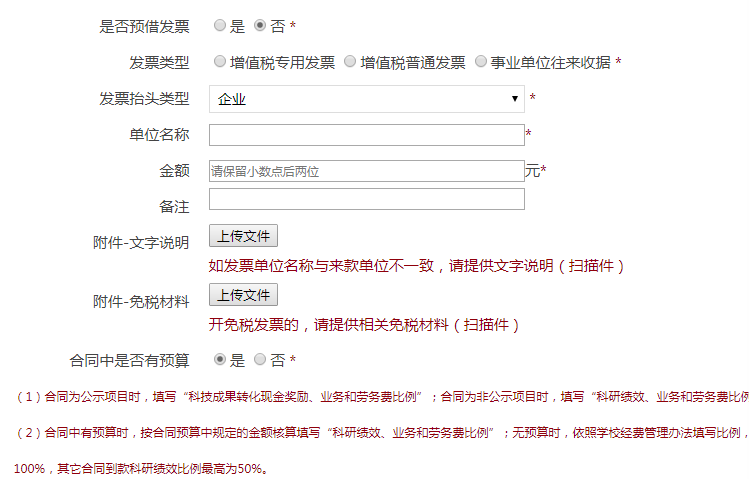 是否预借发票 是 否 *
发票类型 增值税专用发票 增值税普通发票 事业单位往来收据 *
发票抬头类型 企业 *
单位名称 *
金额 请保留小数点后两位 元*
备注
附件-文字说明 上传文件
如发票单位名称与来款单位不一致，请提供文字说明（扫描件）
附件-免税材料 上传文件
开免税发票的，请提供相关免税材料（扫描件）
合同中是否有预算 是 否 *
（1）合同为公示项目时，填写“科技成果转化现金奖励、业务和劳务费比例”；合同为非公示项目时，填写“科研绩效、业务和劳务费比例
（2）合同中有预算时，按合同预算中规定的金额核算填写“科研绩效、业务和劳务费比例”；无预算时，依照学校经费管理办法填写比例，
100%，其它合同到款科研绩效比例最高为50%。